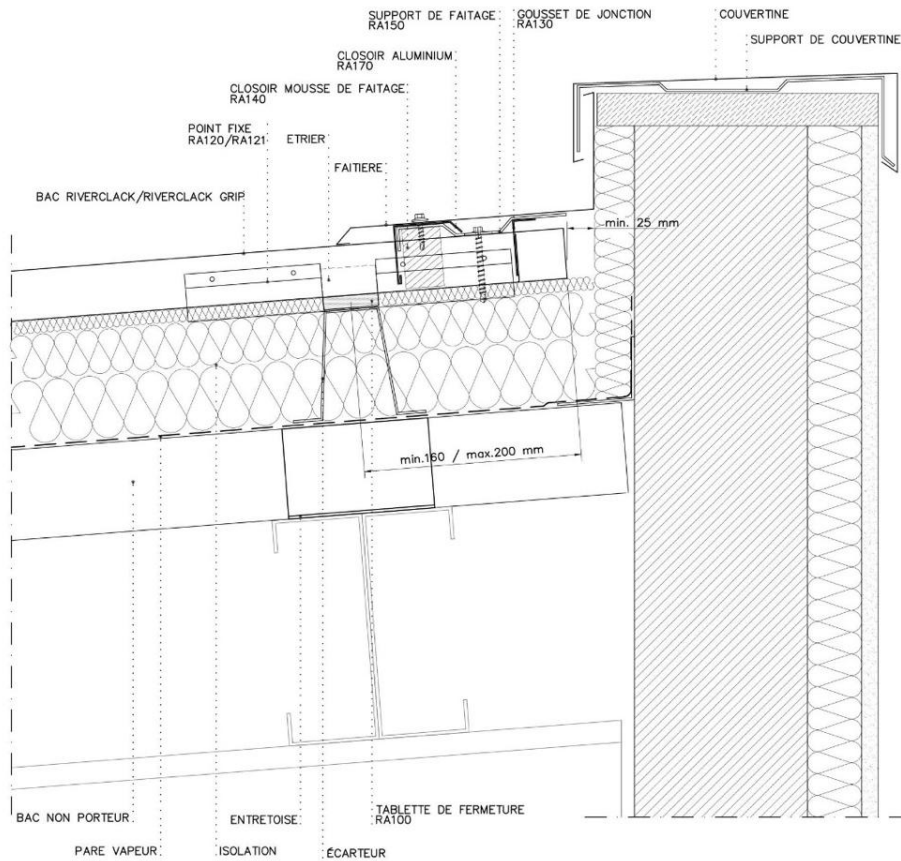 SUPPORT DE FAITAGE
RA150
GOUSSET DE JONCTION
RA130
COUVERTINE
SUPPORT DE COUVERTINE
CLOSOIR ALUMINIUM
RA170
CLOSOIR MOUSSE DE FAITAGE
RA140
POINT FIXE
RA120/RA121
ETRIER
FAITIERE
BAC RIVERCLACK/RIVERCLACK GRIP
min. 25 mm
min.160 / max.200 mm
BAC NON PORTEUR
ENTRETOISE
TABLETTE DE FERMETURE
RA100
PARE VAPEUR
ISOLATION
ÉCARTEUR